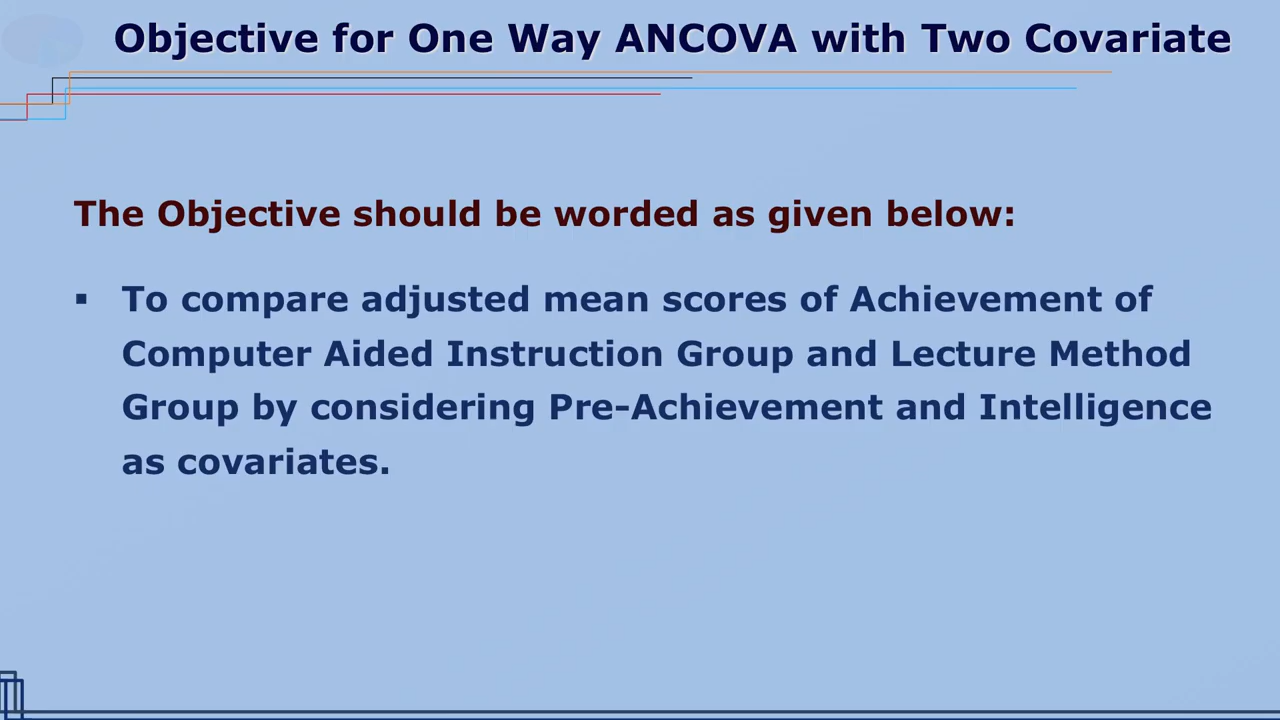 Objective for One Way ANCOVA with Two Covariate
The Objective should be worded as given below:
▪ To compare adjusted mean scores of Achievement of
Computer Aided Instruction Group and Lecture Method
Group by considering Pre-Achievement and Intelligence
as covariates.